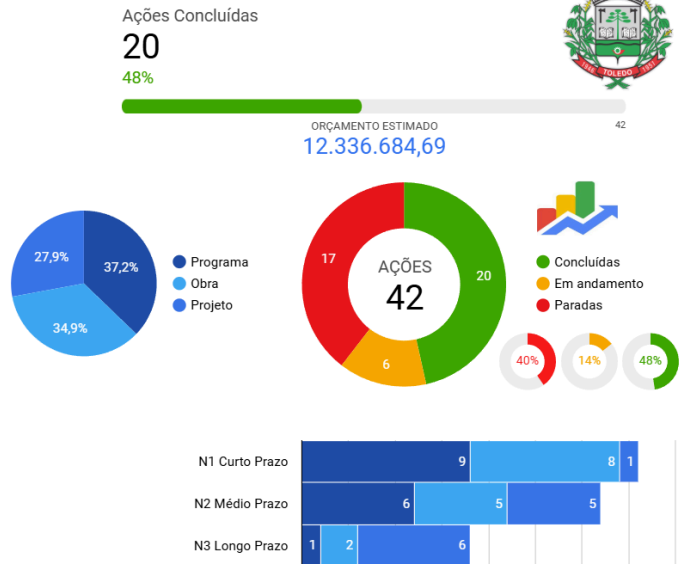 Ações Concluídas
20
48%
42
ORÇAMENTO ESTIMADO
12.336.684,69
1946 TOLEDO 1951
27,9%
37,2%
34,9%
Programa
Obra
Projeto
17
20
6
AÇÕES
42
Concluídas
Em andamento
Paradas
40%
14%
48%
N1 Curto Prazo
9
8
1
N2 Médio Prazo
6
5
5
N3 Longo Prazo
1
2
6